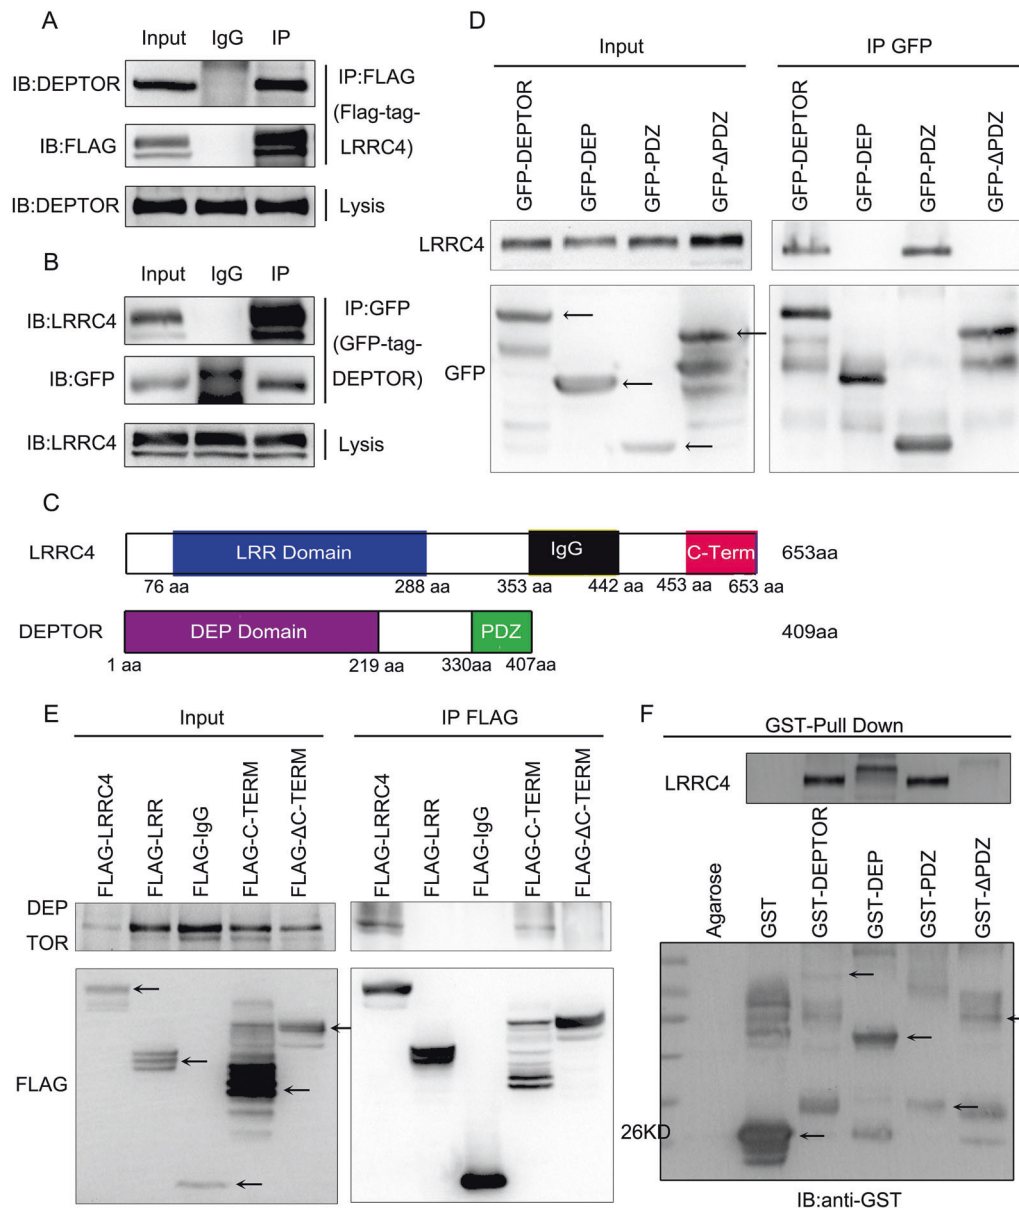 A
Input IgG IP
IB:DEPTOR
IP:FLAG
(Flag-tag-
IB:FLAG
LRRC4)
IB:DEPTOR
Lysis
B
Input IgG IP
IB:LRRC4
IP:GFP
(GFP-tag-
IB:GFP
DEPTOR)
IB:LRRC4
Lysis
D
Input
IP GFP
GFP-DEPTOR
GFP-DEP
GFP-PDZ
GFP-ΔPDZ
GFP-DEPTOR
GFP-DEP
GFP-PDZ
GFP-ΔPDZ
LRRC4
GFP
C
LRRC4
LRR Domain
IgG
C-Term
653aa
76 aa 288 aa 353 aa 442 aa 453 aa 653 aa
DEPTOR
DEP Domain
PDZ
409aa
1 aa 219 aa 330aa 407aa
E
Input
IP FLAG
FLAG-LRRC4
FLAG-LRR
FLAG-IgG
FLAG-C-TERM
FLAG-ΔC-TERM
FLAG-LRRC4
FLAG-LRR
FLAG-IgG
FLAG-C-TERM
FLAG-ΔC-TERM
DEP
TOR
FLAG
F
GST-Pull Down
LRRC4
Agarose
GST
GST-DEPTOR
GST-DEP
GST-PDZ
GST-ΔPDZ
26KD
IB:anti-GST